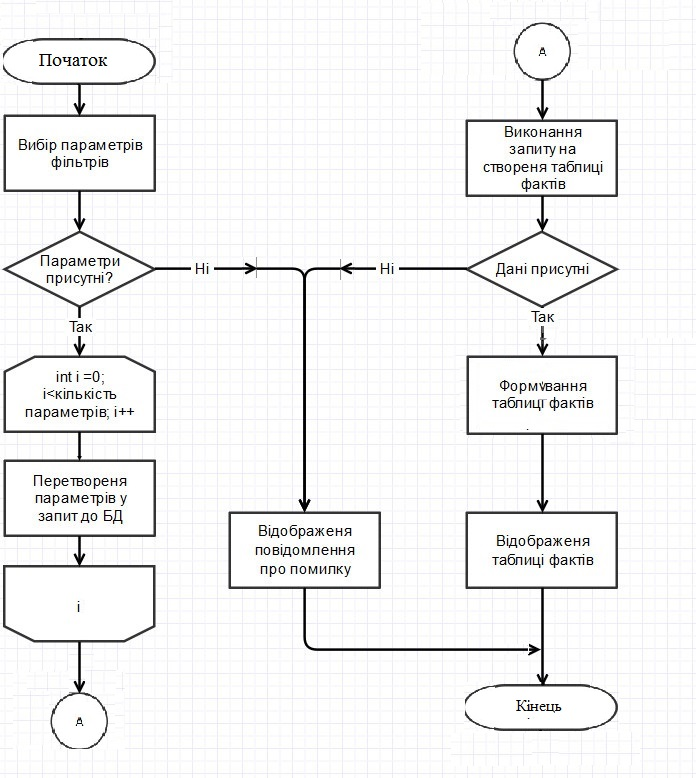 Початок
Вибір параметрів
фільтрів
Параметри
присутні?
Ні
Так
int i =0;
i<кількість
параметрів; i++
Перетвореня
параметрів у
запит до БД
i
A
A
Виконання
запиту на
створеня таблиці
фактів
Дані присутні
Ні
Так
Формування
таблиці фактів
Відображеня
таблиці фактів
Відображеня
повідомлення
про помилку
Кінець